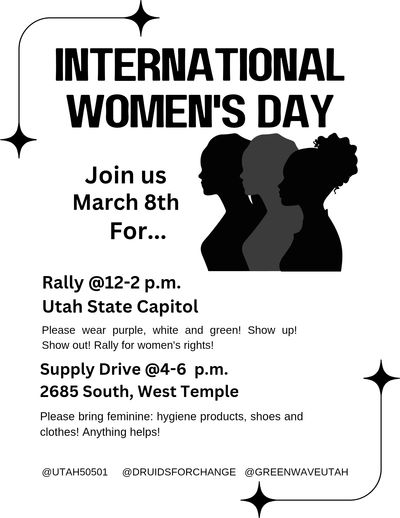 INTERNATIONAL
WOMEN'S DAY
Join us
March 8th
For...
Rally @12-2 p.m.
Utah State Capitol
Please wear purple, white and green! Show up!
Show out! Rally for women's rights!
Supply Drive @4-6 p.m.
2685 South, West Temple
Please bring feminine: hygiene products, shoes and
clothes! Anything helps!
@UTAH50501 @DRUIDSFORCHANGE @GREENWAVEUTAH